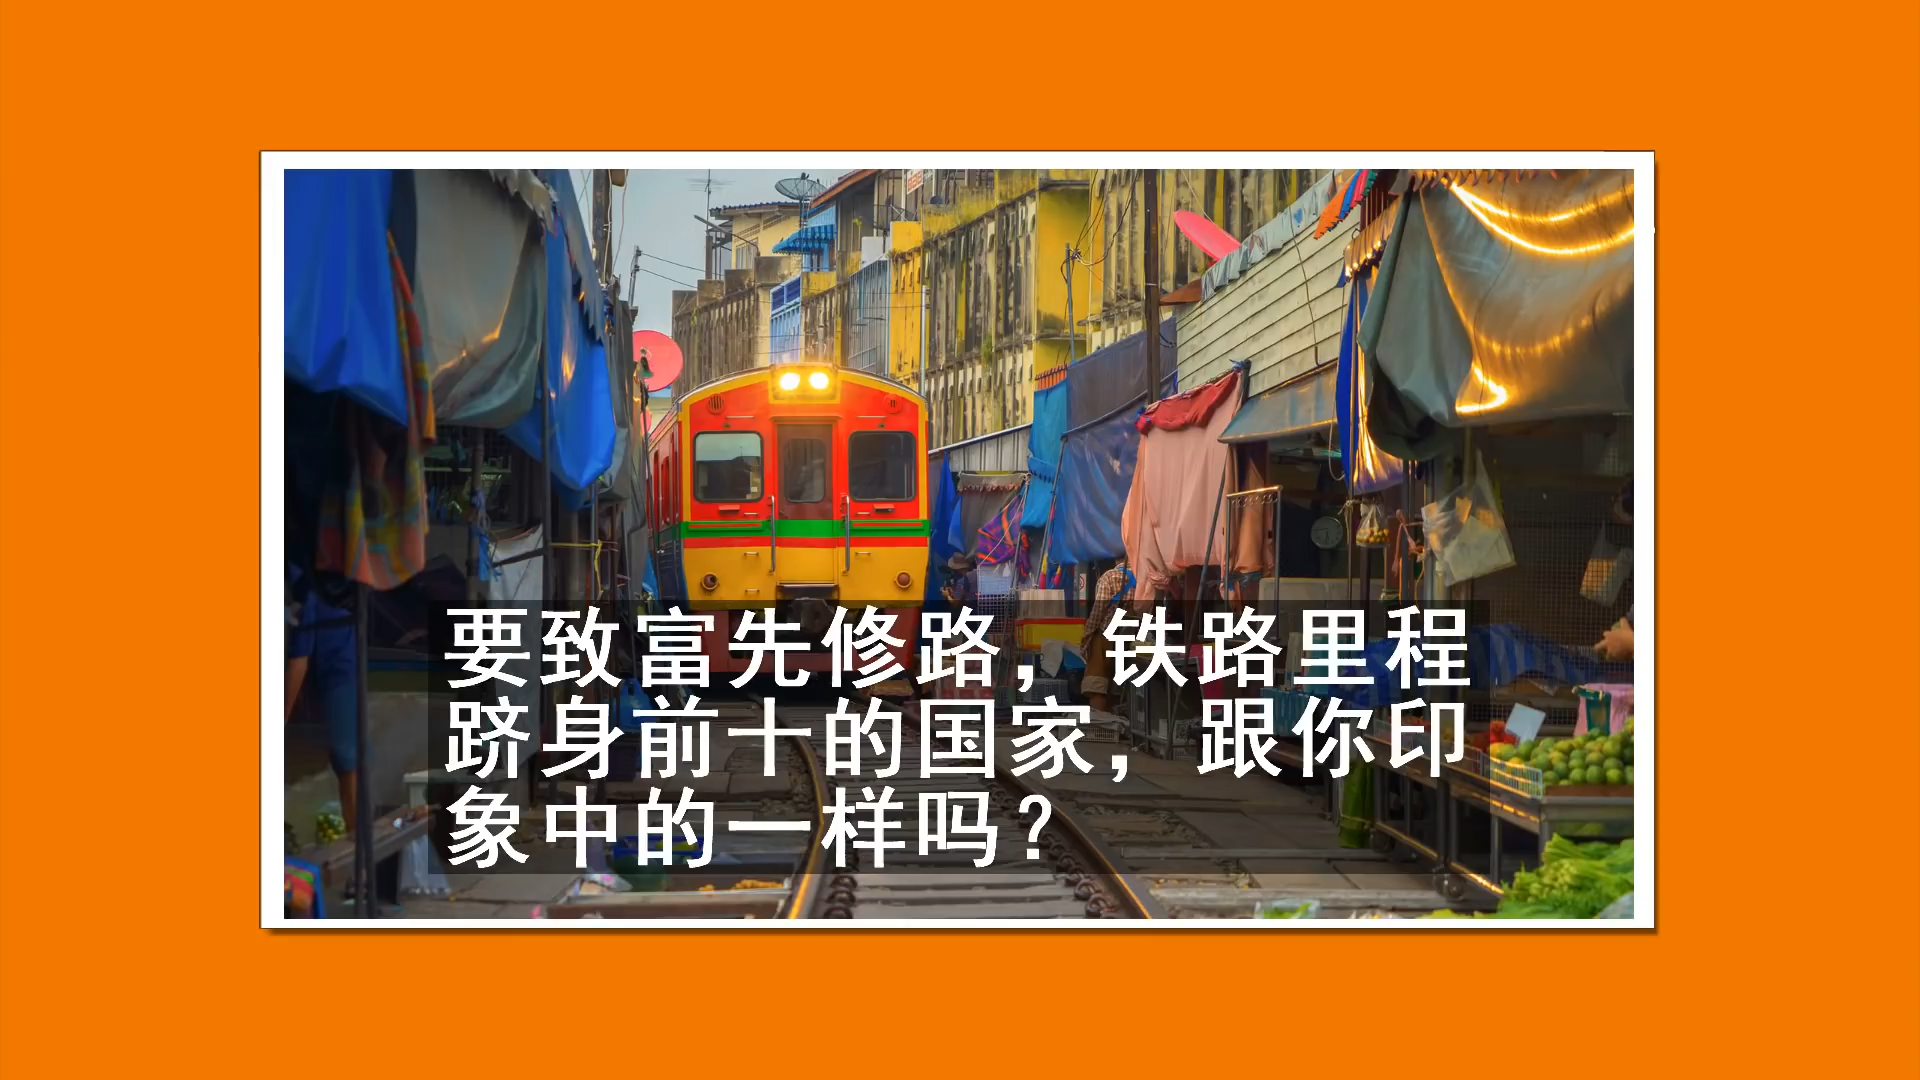 要致富先修路，铁路里程
跻身前十的国家，跟你印
象中的一样吗？